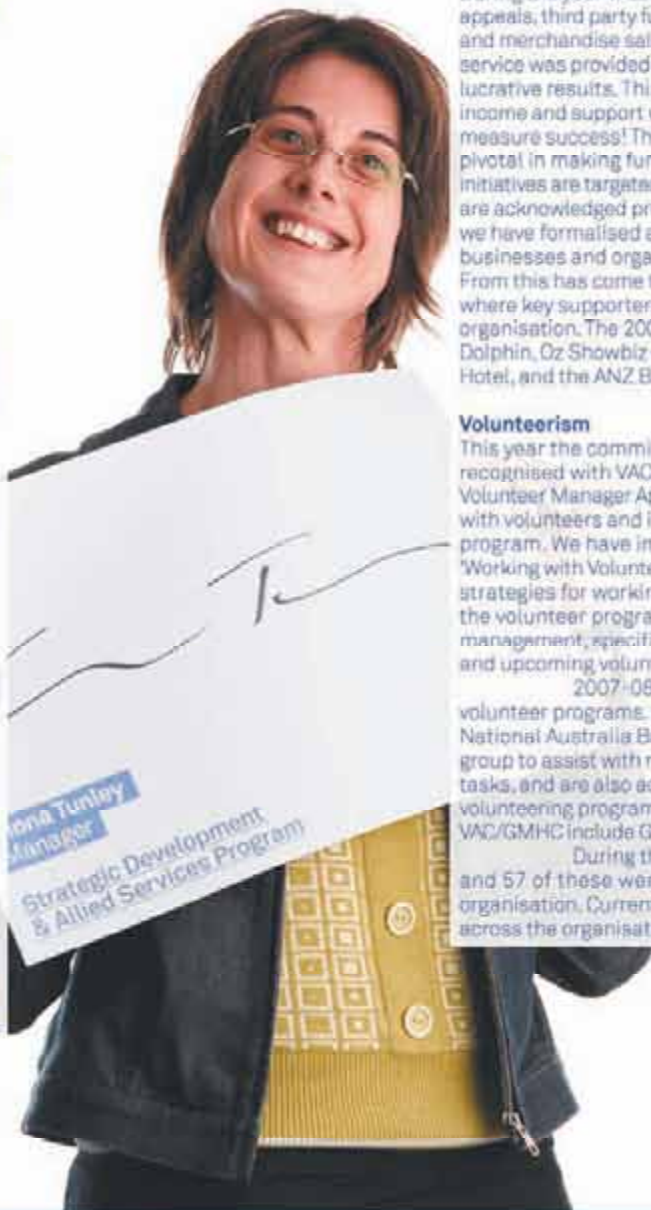 appeals, third party f
and merchandise sal
service was provided
lucrative results. Thi
income and support
measure success! Th
pivotal in making fun
initiatives are targete
are acknowledged pr
we have formalised a
businesses and orga
From this has come t
where key supporter
organisation. The 200
Dolphin, Oz Showbiz
Hotel, and the ANZ B
Volunteerism
This year the commi
recognised with VAC
Volunteer Manager A
with volunteers and i
program. We have in
'Working with Volunte
strategies for workin
the volunteer progra
management, specifi
and upcoming volun
2007-08
volunteer programs.
National Australia B
group to assist with
tasks, and are also a
volunteering program
VAC/GMHC include G
During th
and 57 of these wer
organisation. Curren
across the organisat
iona Tunley
Manager
Strategic Development
& Allied Services Program